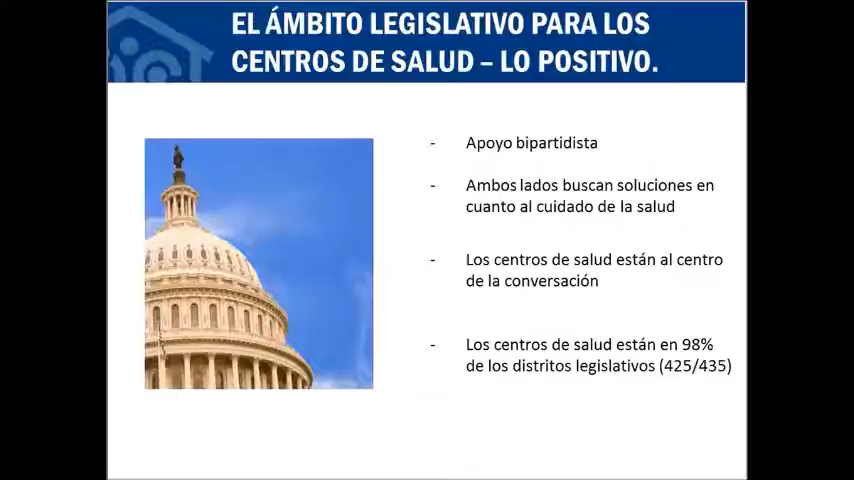 EL ÁMBITO LEGISLATIVO PARA LOS
CENTROS DE SALUD – LO POSITIVO.
- Apoyo bipartidista
- Ambos lados buscan soluciones en
cuanto al cuidado de la salud
- Los centros de salud están al centro
de la conversación
- Los centros de salud están en 98%
de los distritos legislativos (425/435)